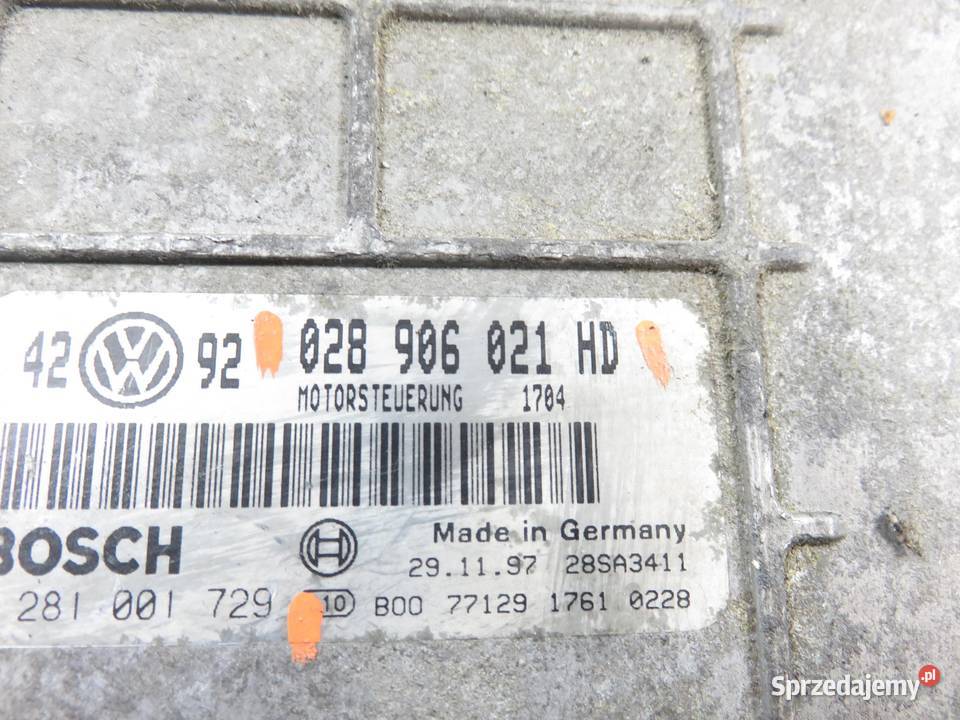 42 VW 92 028 906 021 HD
MOTORSTEUERUNG 1704
BOSCH Made in Germany
29.11.97 28SA3411
281 001 729 10 B00 77129 1761 0228
Sprzedajemy.pl